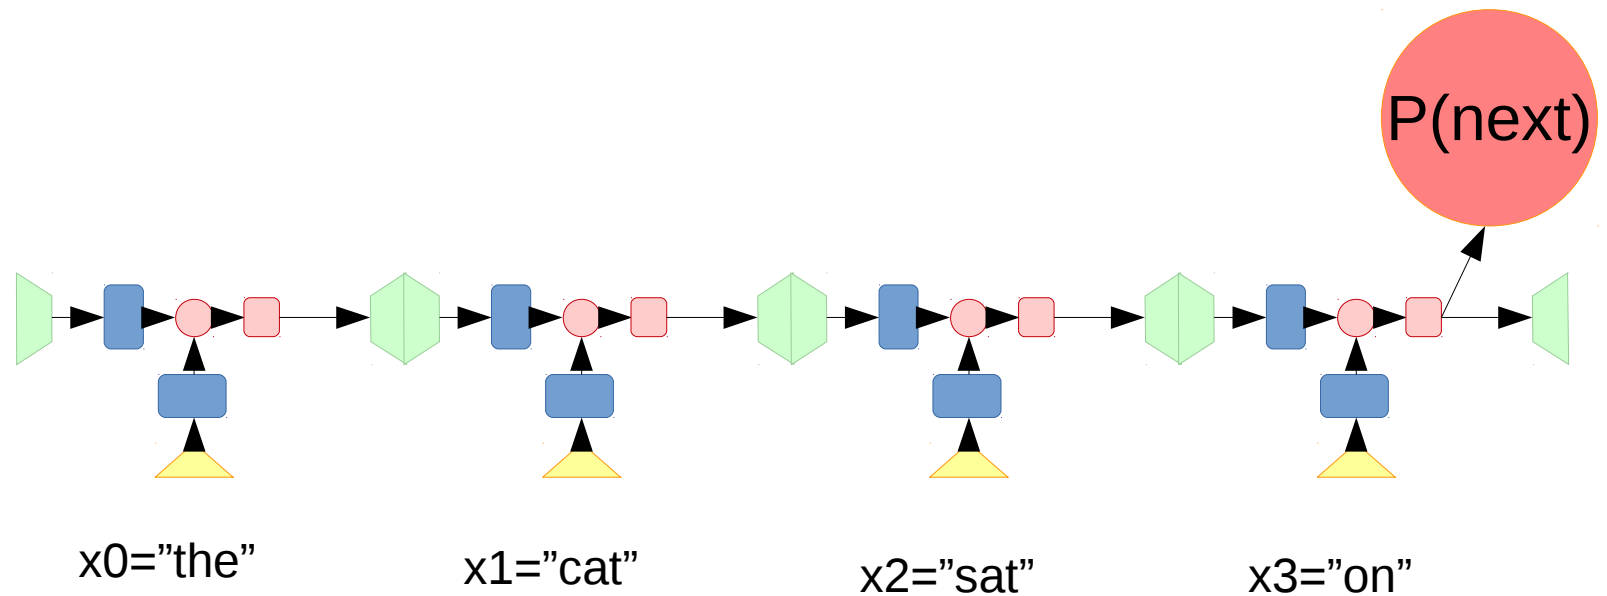 P(next)
x0=”the”
x1=”cat”
x2=”sat”
x3=”on”